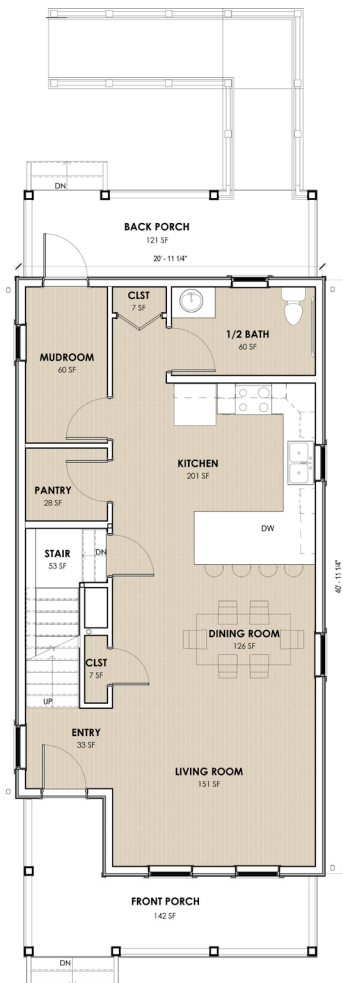 DN
BACK PORCH
121 SF
20' - 11 1/4"
CLST
7 SF
1/2 BATH
60 SF
MUDROOM
60 SF
KITCHEN
201 SF
PANTRY
28 SF
DW
STAIR
53 SF
DN
40' - 11 1/4"
DINING ROOM
126 SF
CLST
7 SF
UP
ENTRY
33 SF
LIVING ROOM
151 SF
FRONT PORCH
142 SF
DN